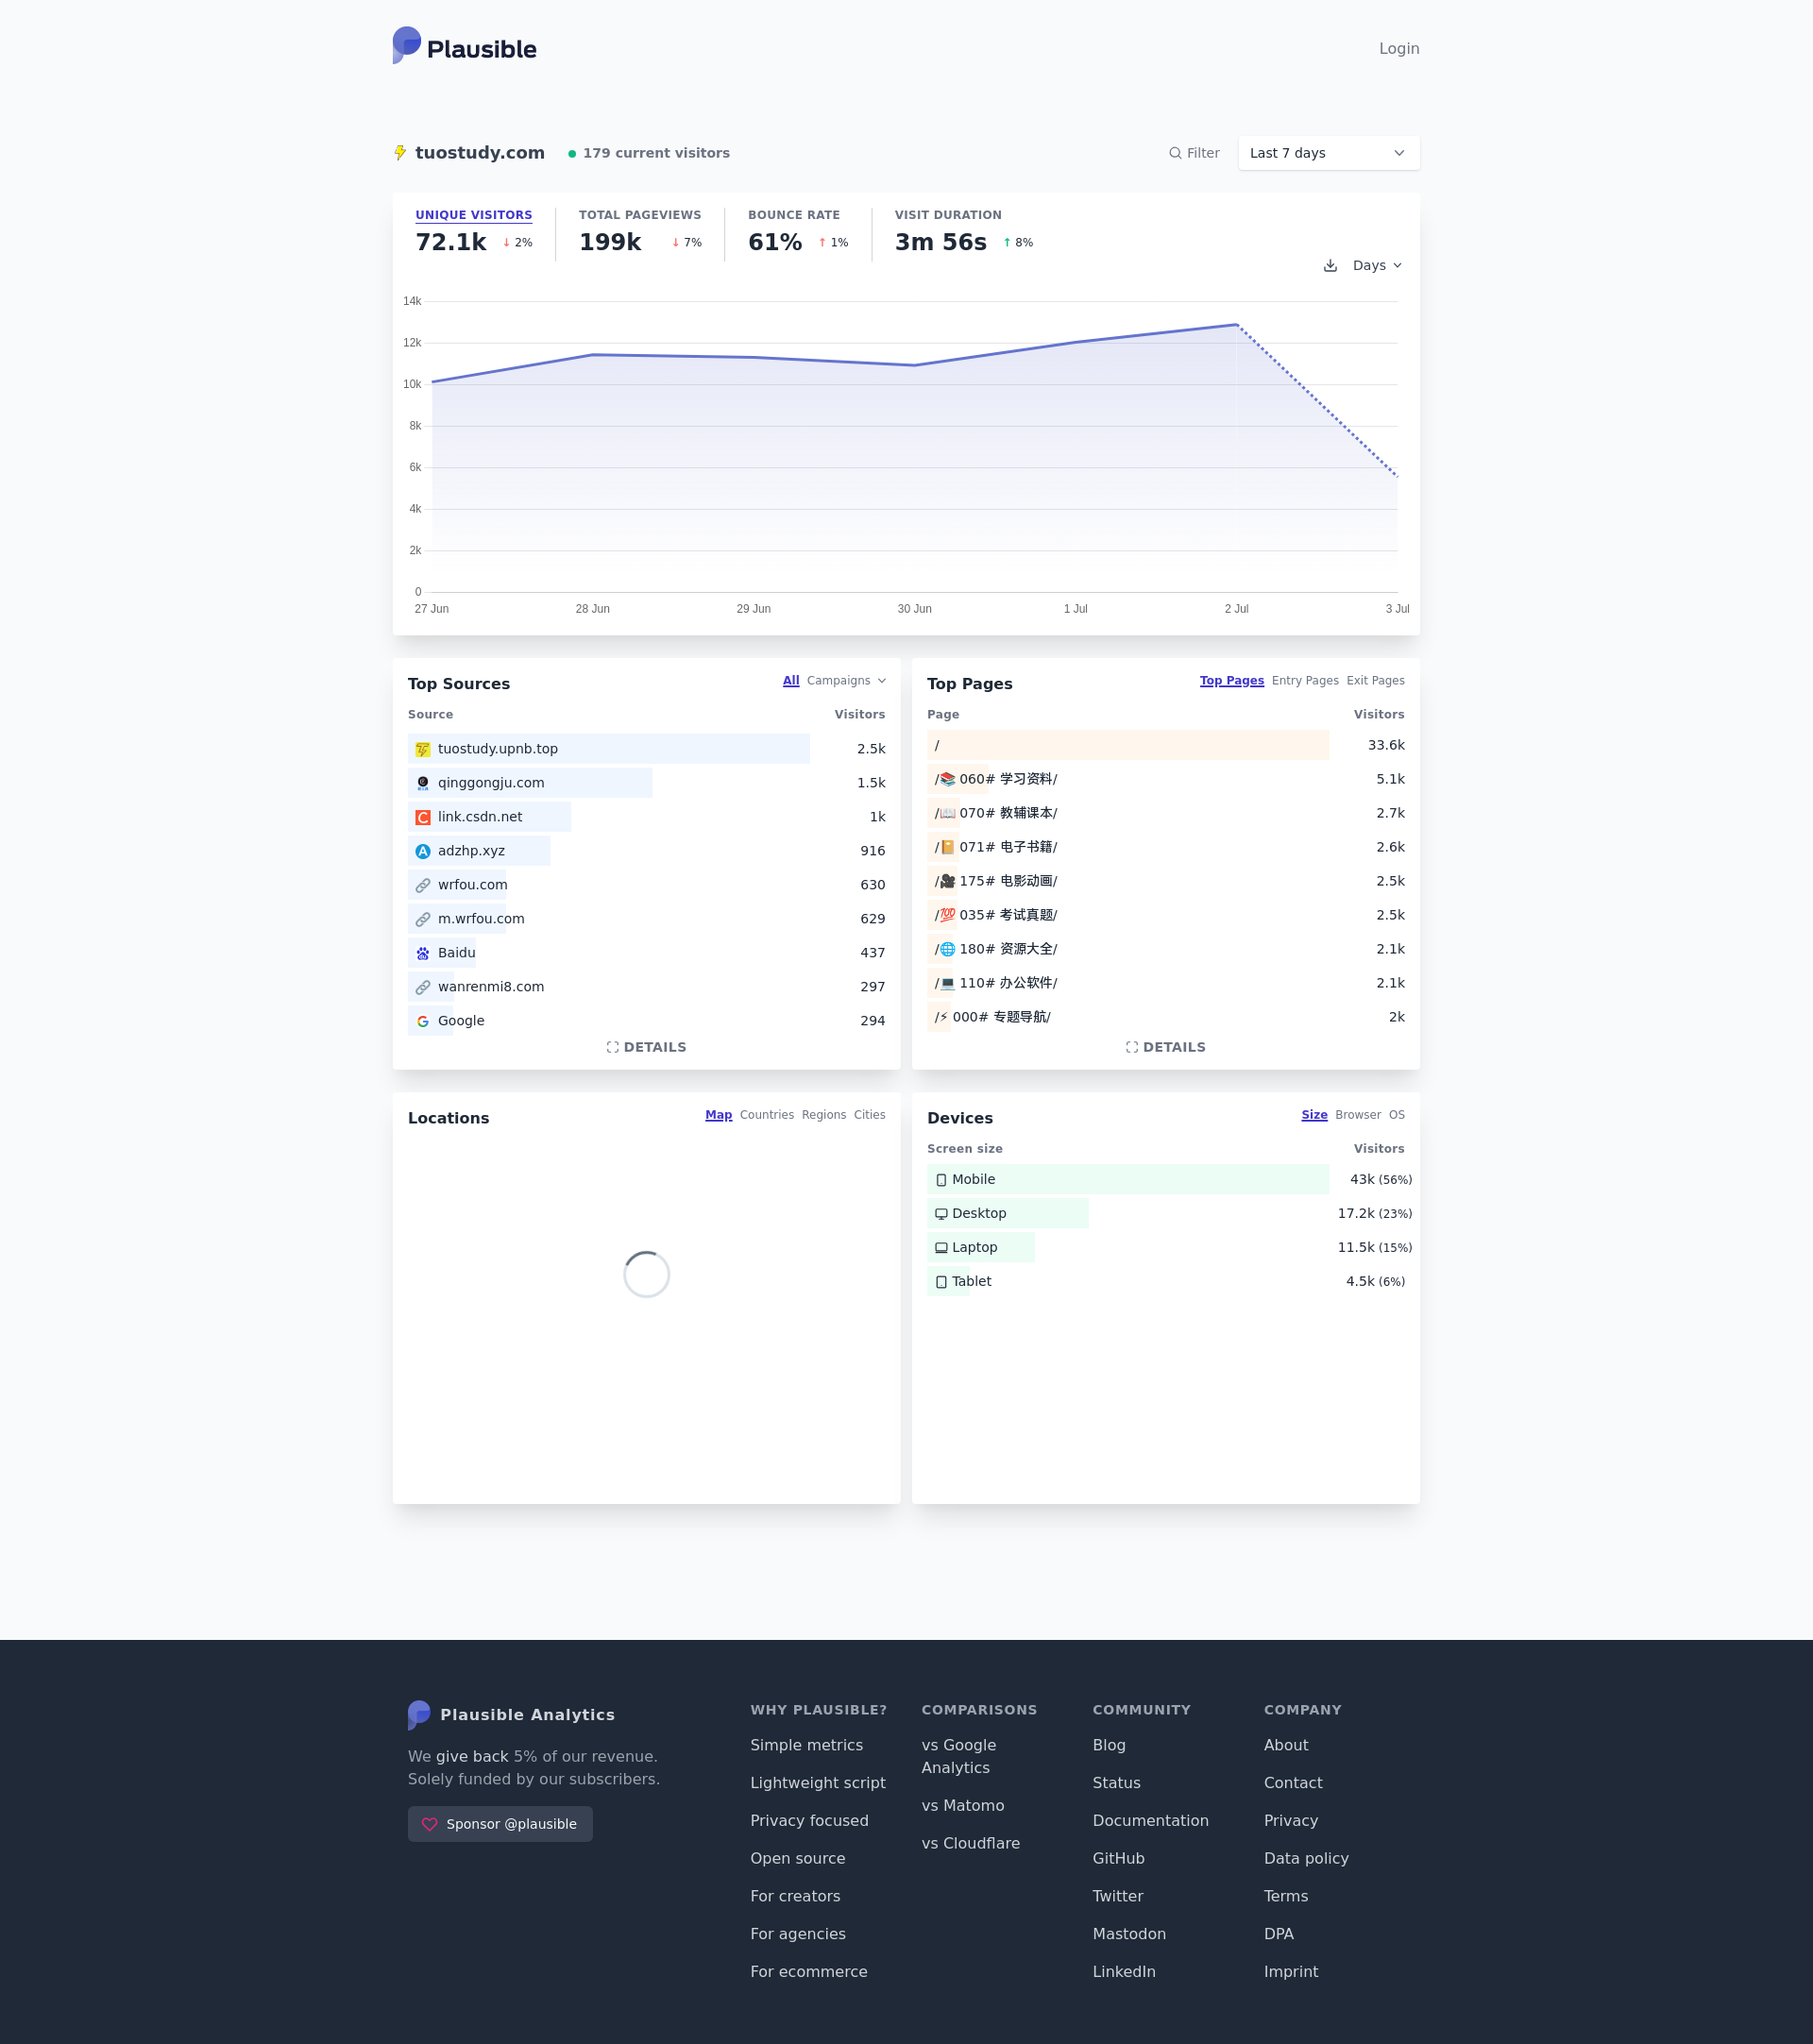 Plausible
Login
tuostudy.com
179 current visitors
Filter
Last 7 days
UNIQUE VISITORS
72.1k ↓ 2%
TOTAL PAGEVIEWS
199k ↓ 7%
BOUNCE RATE
61% ↑ 1%
VISIT DURATION
3m 56s ↑ 8%
Days
14k
12k
10k
8k
6k
4k
2k
0
27 Jun
28 Jun
29 Jun
30 Jun
1 Jul
2 Jul
3 Jul
Top Sources
All Campaigns
Source Visitors
tuostudy.upnb.top 2.5k
qinggongju.com 1.5k
link.csdn.net 1k
adzhp.xyz 916
wrfou.com 630
m.wrfou.com 629
Baidu 437
wanrenmi8.com 297
Google 294
DETAILS
Top Pages
Top Pages Entry Pages Exit Pages
Page Visitors
/ 33.6k
/📚 060# 学习资料/ 5.1k
/📖 070# 教辅课本/ 2.7k
/📔 071# 电子书籍/ 2.6k
/🎥 175# 电影动画/ 2.5k
/💯 035# 考试真题/ 2.5k
/🌐 180# 资源大全/ 2.1k
/💻 110# 办公软件/ 2.1k
/⚡ 000# 专题导航/ 2k
DETAILS
Locations
Map Countries Regions Cities
Devices
Size Browser OS
Screen size Visitors
Mobile 43k (56%)
Desktop 17.2k (23%)
Laptop 11.5k (15%)
Tablet 4.5k (6%)
Plausible Analytics
We give back 5% of our revenue.
Solely funded by our subscribers.
Sponsor @plausible
WHY PLAUSIBLE?
Simple metrics
Lightweight script
Privacy focused
Open source
For creators
For agencies
For ecommerce
COMPARISONS
vs Google
Analytics
vs Matomo
vs Cloudflare
COMMUNITY
Blog
Status
Documentation
GitHub
Twitter
Mastodon
LinkedIn
COMPANY
About
Contact
Privacy
Data policy
Terms
DPA
Imprint